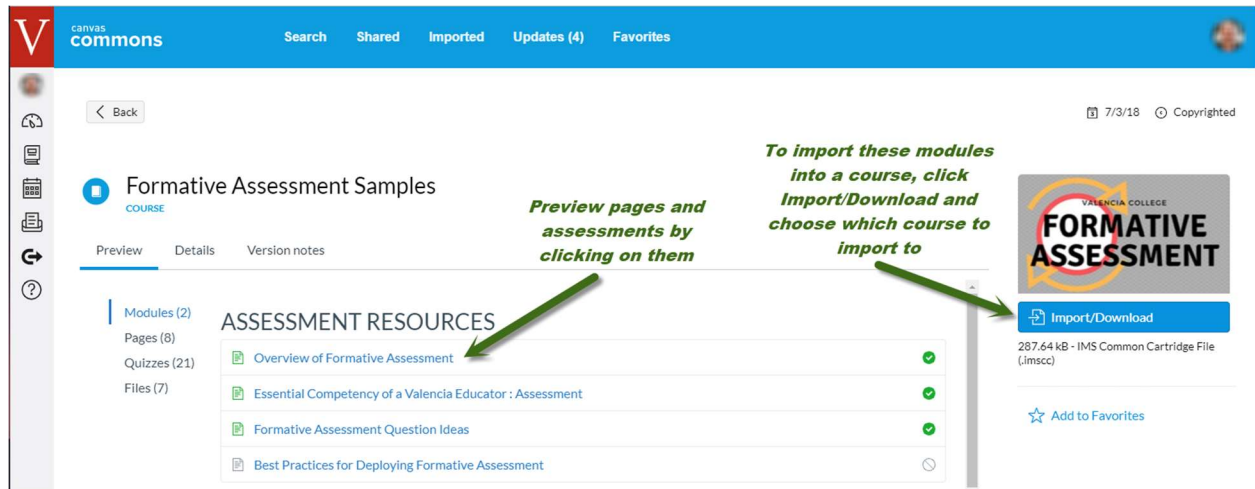 V
canvas
commons
Search
Shared
Imported
Updates (4)
Favorites
Back
7/3/18
Copyrighted
Formative Assessment Samples
COURSE
Preview
Details
Version notes
Preview pages and
assessments by
clicking on them
To import these modules
into a course, click
Import/Download and
choose which course to
import to
VALENCIA COLLEGE
FORMATIVE
ASSESSMENT
Modules (2)
Pages (8)
Quizzes (21)
Files (7)
ASSESSMENT RESOURCES
Overview of Formative Assessment
Essential Competency of a Valencia Educator : Assessment
Formative Assessment Question Ideas
Best Practices for Deploying Formative Assessment
Import/Download
287.64 kB - IMS Common Cartridge File
(.imscc)
Add to Favorites